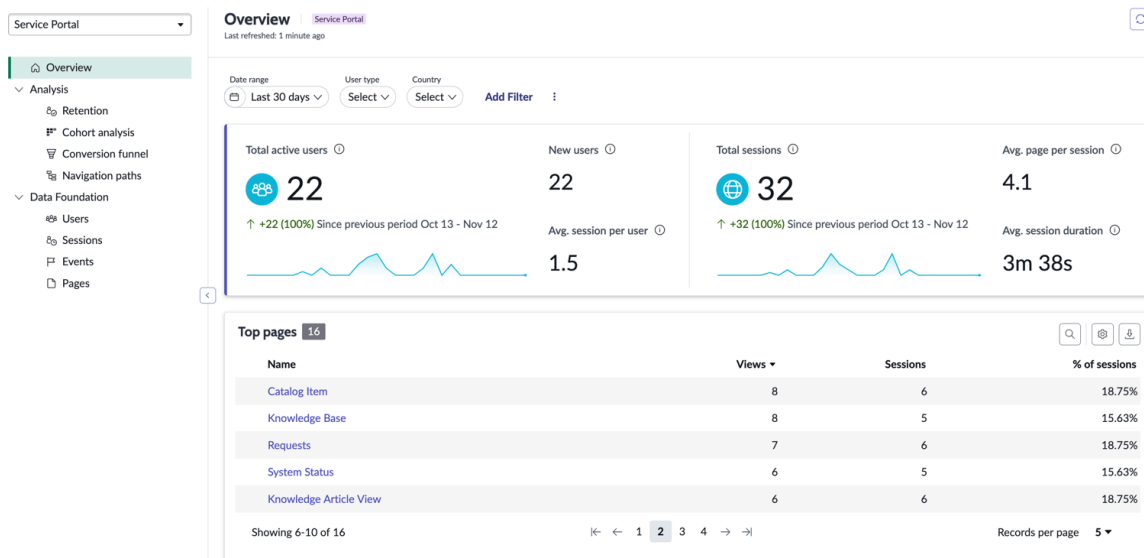 Service Portal
Overview
Analysis
Retention
Cohort analysis
Conversion funnel
Navigation paths
Data Foundation
Users
Sessions
Events
Pages
Overview Service Portal
Last refreshed: 1 minute ago
Date range User type Country
Last 30 days Select Select Add Filter
Total active users New users Total sessions Avg. page per session
22 22 32 4.1
+22 (100%) Since previous period Oct 13 - Nov 12 Avg. session per user +32 (100%) Since previous period Oct 13 - Nov 12 Avg. session duration
1.5 3m 38s
Top pages 16
Name Views Sessions % of sessions
Catalog Item 8 6 18.75%
Knowledge Base 8 5 15.63%
Requests 7 6 18.75%
System Status 6 5 15.63%
Knowledge Article View 6 6 18.75%
Showing 6-10 of 16 1 2 3 4 Records per page 5